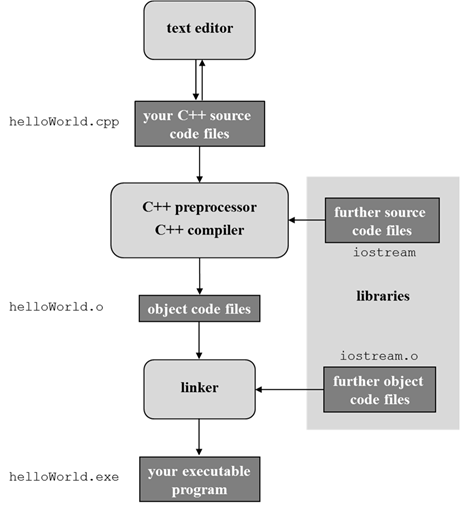 text editor
helloWorld.cpp
your C++ source
code files
C++ preprocessor
C++ compiler
further source
code files
iostream
libraries
helloWorld.o
object code files
iostream.o
linker
further object
code files
helloWorld.exe
your executable
program